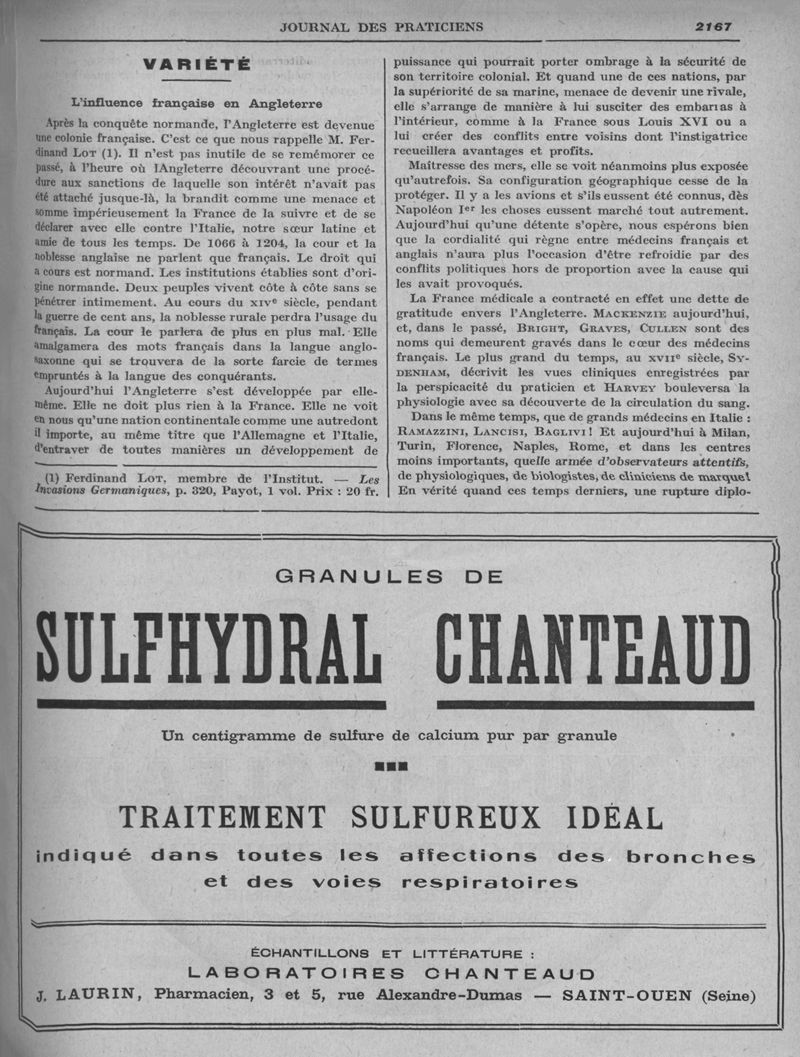 JOURNAL DES PRATICIENS 2167
VARIÉTÉ
L'influence française en Angleterre
Après la conquête normande, l'Angleterre est devenue
une colonie française. C'est ce que nous rappelle M. Fer-
dinand LOT (1). Il n'est pas inutile de se remémorer ce
passé, à l'heure où lAngleterre découvrant une procé-
dure aux sanctions de laquelle son intérêt n'avait pas
été attaché jusque-là, la brandit comme une menace et
somme impérieusement la France de la suivre et de se
déclarer avec elle contre l'Italie, notre sœur latine et
amie de tous les temps. De 1066 à 1204, la cour et la
noblesse anglaise ne parlent que français. Le droit qui
a cours est normand. Les institutions établies sont d'ori-
gine normande. Deux peuples vivent côte à côte sans se
pénétrer intimement. Au cours du XIVe siècle, pendant
la guerre de cent ans, la noblesse rurale perdra l'usage du
français. La cour le parlera de plus en plus mal. Elle
amalgamera des mots français dans la langue anglo-
saxonne qui se trouvera de la sorte farcie de termes
empruntés à la langue des conquérants.
Aujourd'hui l'Angleterre s'est développée par elle-
même. Elle ne doit plus rien à la France. Elle ne voit
en nous qu'une nation continentale comme une autredont
il importe, au même titre que l'Allemagne et l'Italie,
d'entraver de toutes manières un développement de
(1) Ferdinand LOT, membre de l'Institut. — Les
Invasions Germaniques, p. 320, Payot, 1 vol. Prix : 20 fr.
puissance qui pourrait porter ombrage à la sécurité de
son territoire colonial. Et quand une de ces nations, par
la supériorité de sa marine, menace de devenir une rivale,
elle s'arrange de manière à lui susciter des embarras à
l'intérieur, comme à la France sous Louis XVI ou a
lui créer des conflits entre voisins dont l'instigatrice
recueillera avantages et profits.
Maîtresse des mers, elle se voit néanmoins plus exposée
qu'autrefois. Sa configuration géographique cesse de la
protéger. Il y a les avions et s'ils eussent été connus, dès
Napoléon Ier les choses eussent marché tout autrement.
Aujourd'hui qu'une détente s'opère, nous espérons bien
que la cordialité qui règne entre médecins français et
anglais n'aura plus l'occasion d'être refroidie par des
conflits politiques hors de proportion avec la cause qui
les avait provoqués.
La France médicale a contracté en effet une dette de
gratitude envers l'Angleterre. MACKENZIE aujourd'hui,
et, dans le passé, BRIGHT, GRAVES, CULLEN sont des
noms qui demeurent gravés dans le cœur des médecins
français. Le plus grand du temps, au XVIIe siècle, SY-
DENHAM, décrivit les vues cliniques enregistrées par
la perspicacité du praticien et HARVEY bouleversa la
physiologie avec sa découverte de la circulation du sang.
Dans le même temps, que de grands médecins en Italie :
RAMAZZINI, LANCISI, BAGLIVI ! Et aujourd'hui à Milan,
Turin, Florence, Naples, Rome, et dans les centres
moins importants, quelle armée d'observateurs attentifs,
de physiologiques, de biologistes, de cliniciens de marque!
En vérité quand ces temps derniers, une rupture diplo-
GRANULES DE
SULFHYDRAL CHANTEAUD
Un centigramme de sulfure de calcium pur par granule
TRAITEMENT SULFUREUX IDÉAL
indiqué dans toutes les affections des bronches
et des voies respiratoires
ÉCHANTILLONS ET LITTÉRATURE :
LABORATOIRES CHANTEAUD
J. LAURIN, Pharmacien, 3 et 5, rue Alexandre-Dumas — SAINT-OUEN (Seine)